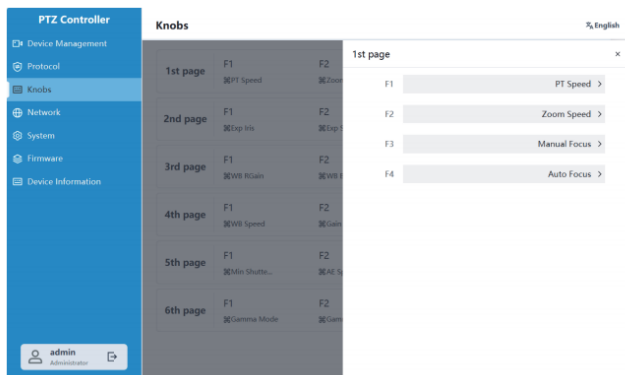 PTZ Controller
Device Management
Protocol
Knobs
Network
System
Firmware
Device Information
admin
Administrator
Knobs
English
1st page
F1
F2
⌘PT Speed
⌘Zoom
2nd page
F1
F2
⌘Exp Iris
⌘Exp
3rd page
F1
F2
⌘WB RGain
⌘WB
4th page
F1
F2
⌘WB Speed
⌘Gain
5th page
F1
F2
⌘Min Shutte...
⌘AE
6th page
F1
F2
⌘Gamma Mode
⌘Gam
1st page
×
F1
PT Speed >
F2
Zoom Speed >
F3
Manual Focus >
F4
Auto Focus >